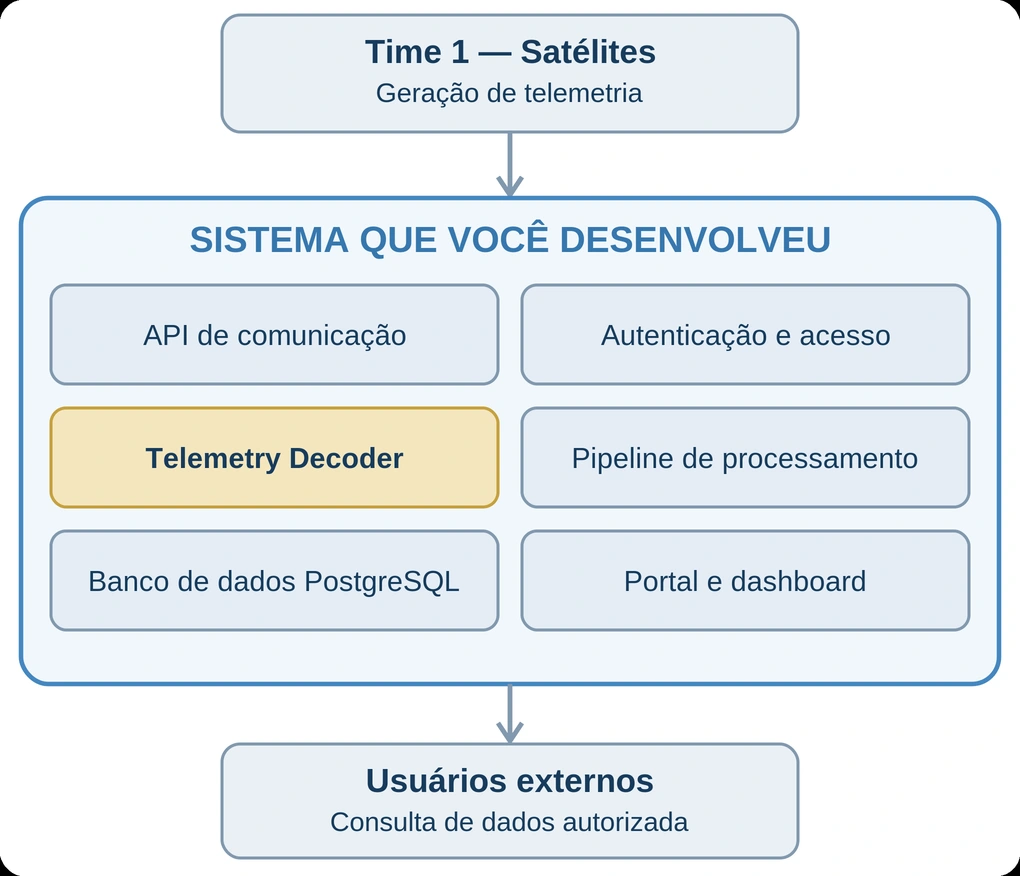 Time 1 — Satélites
Geração de telemetria
SISTEMA QUE VOCÊ DESENVOLVEU
API de comunicação
Autenticação e acesso
Telemetry Decoder
Pipeline de processamento
Banco de dados PostgreSQL
Portal e dashboard
Usuários externos
Consulta de dados autorizada